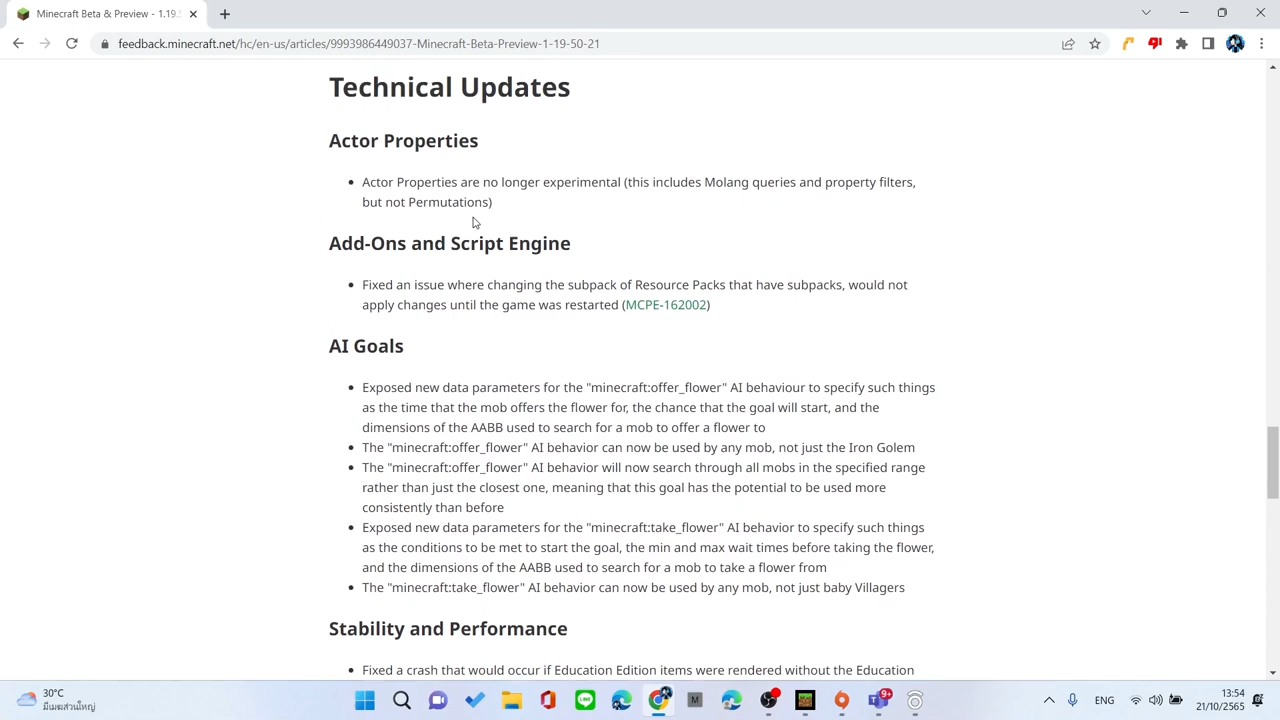 Minecraft Beta & Preview - 1.19.5
feedback.minecraft.net/hc/en-us/articles/9993986449037-Minecraft-Beta-Preview-1-19-50-21
Technical Updates
Actor Properties
• Actor Properties are no longer experimental (this includes Molang queries and property filters,
but not Permutations)
Add-Ons and Script Engine
• Fixed an issue where changing the subpack of Resource Packs that have subpacks, would not
apply changes until the game was restarted (MCPE-162002)
AI Goals
• Exposed new data parameters for the "minecraft:offer_flower" AI behaviour to specify such things
as the time that the mob offers the flower for, the chance that the goal will start, and the
dimensions of the AABB used to search for a mob to offer a flower to
• The "minecraft:offer_flower" AI behavior can now be used by any mob, not just the Iron Golem
• The "minecraft:offer_flower" AI behavior will now search through all mobs in the specified range
rather than just the closest one, meaning that this goal has the potential to be used more
consistently than before
• Exposed new data parameters for the "minecraft:take_flower" AI behavior to specify such things
as the conditions to be met to start the goal, the min and max wait times before taking the flower,
and the dimensions of the AABB used to search for a mob to take a flower from
• The "minecraft:take_flower" AI behavior can now be used by any mob, not just baby Villagers
Stability and Performance
• Fixed a crash that would occur if Education Edition items were rendered without the Education
30°C
มีเมฆส่วนใหญ่
LINE
M
9+
ENG
13:54
21/10/2565